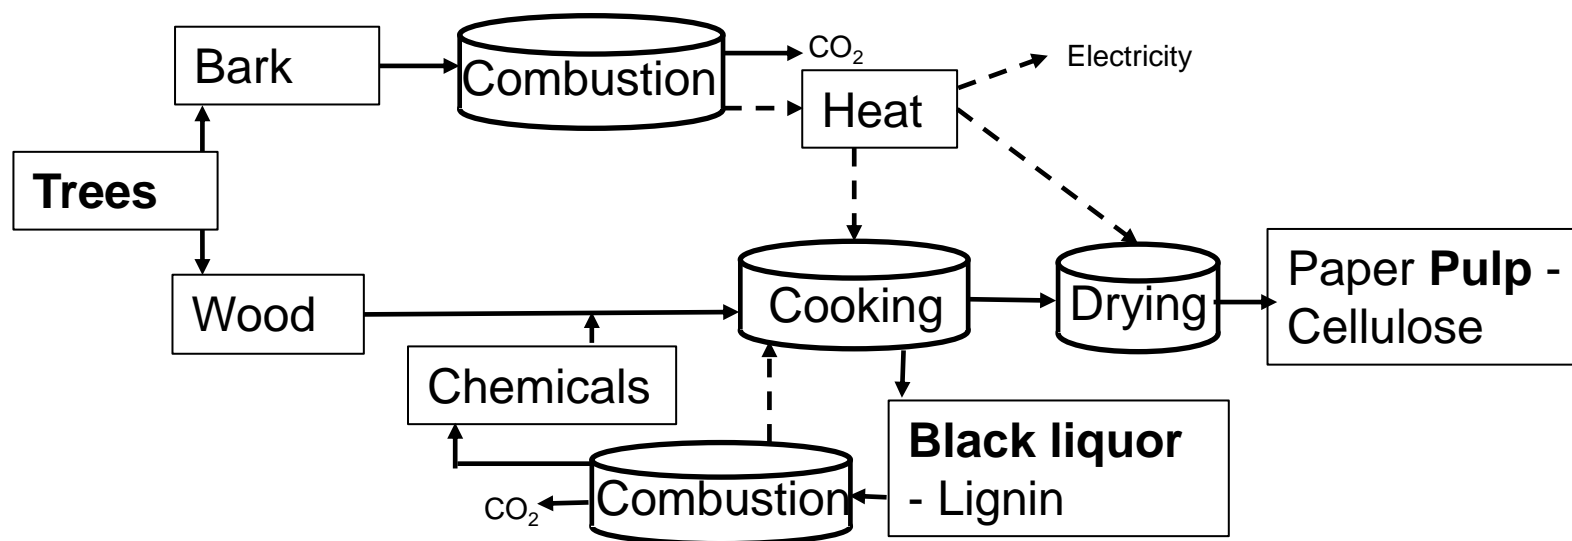 Bark
Combustion
CO₂
Electricity
Heat
Trees
Wood
Cooking
Drying
Paper Pulp -
Cellulose
Chemicals
Black liquor
- Lignin
Combustion
CO₂